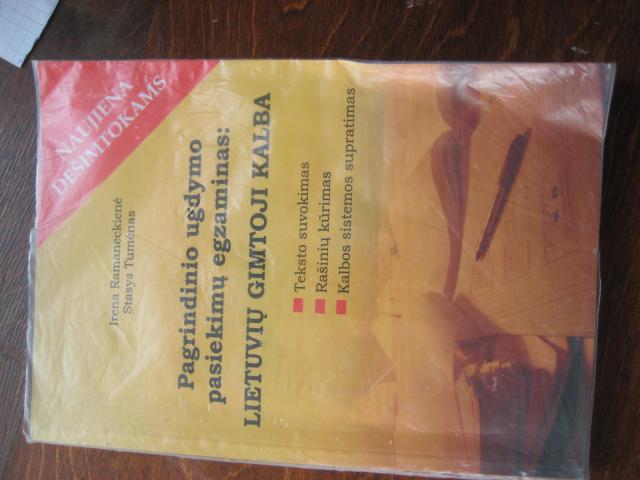 NAUJIENA
DEŠIMTOKAMS
Irena Ramaneckienė
Stasys Tumėnas
Pagrindinio ugdymo
pasiekimų egzaminas:
LIETUVIŲ GIMTOJI KALBA
Teksto suvokimas
Rašinių kūrimas
Kalbos sistemos supratimas